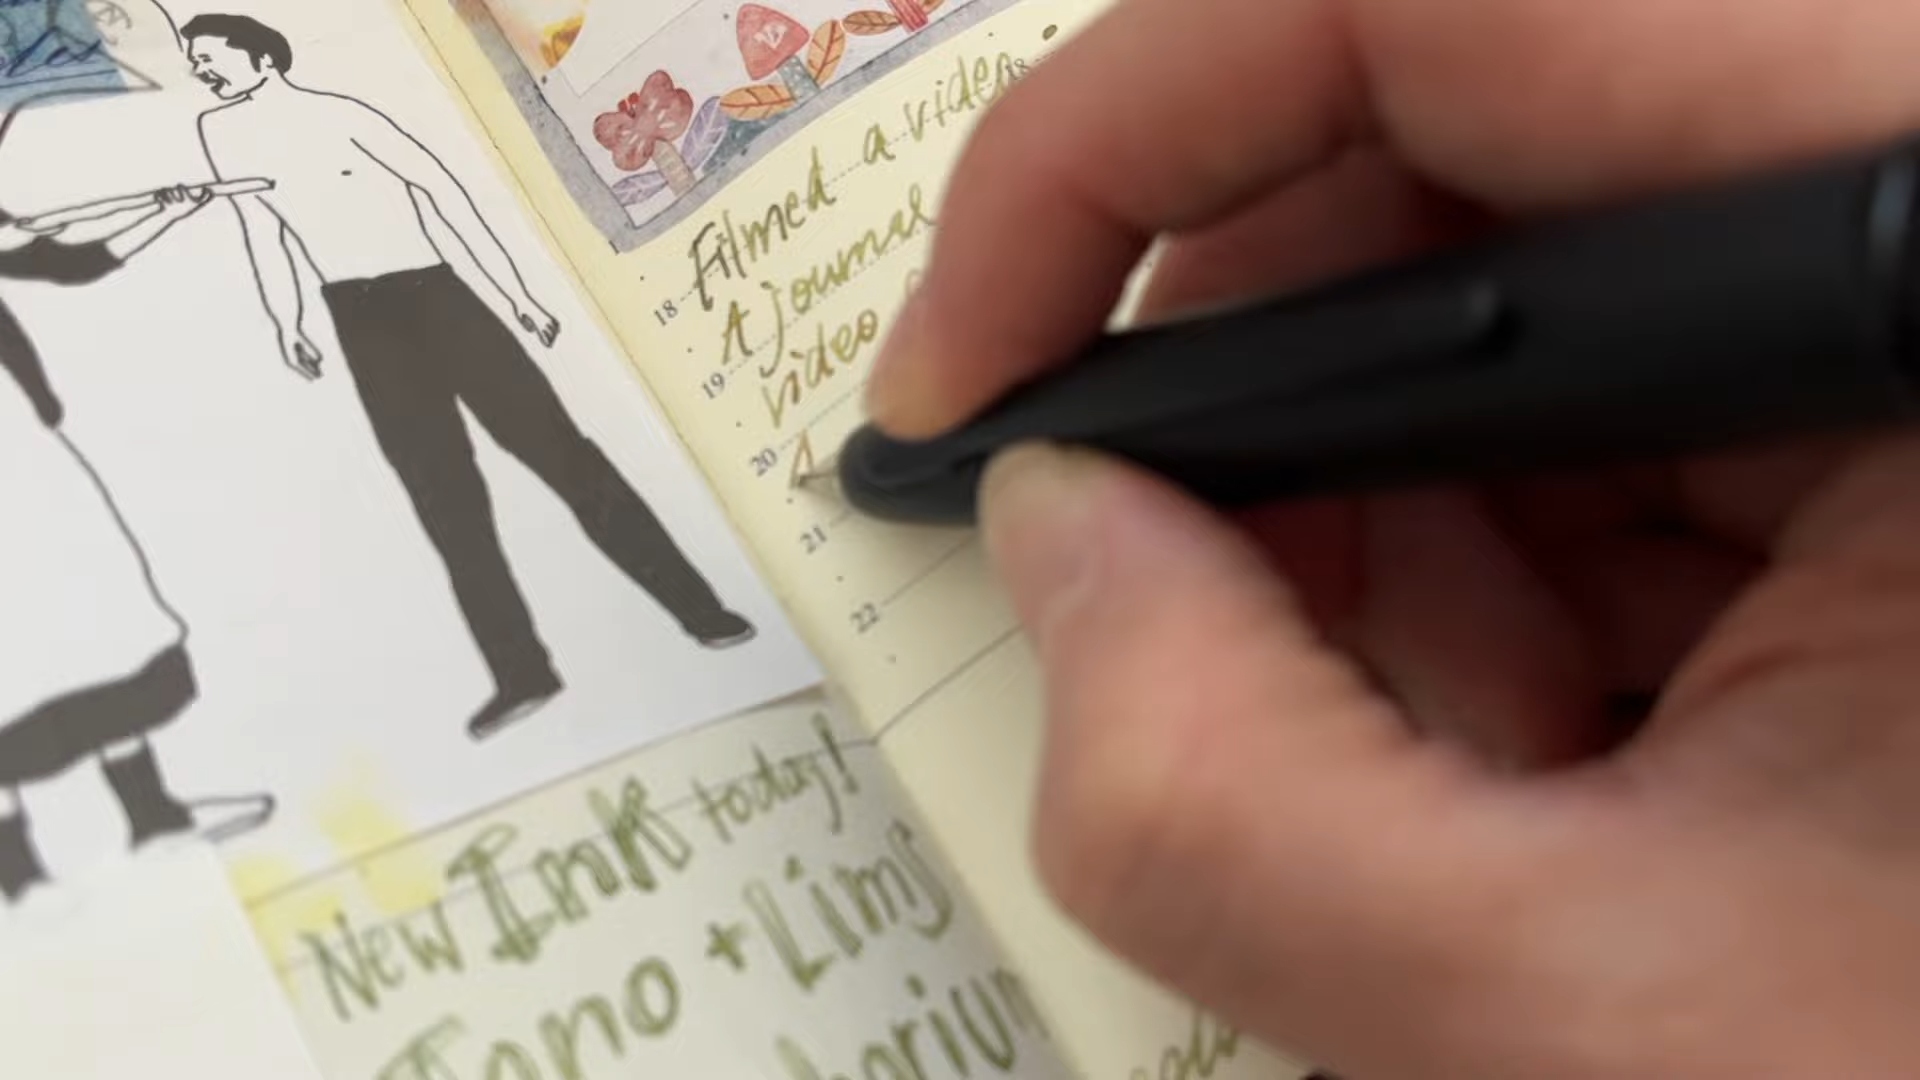 Filmed a video
18
A journal
19
video
20 A
21
22
New Ink today!
Tono + Lims